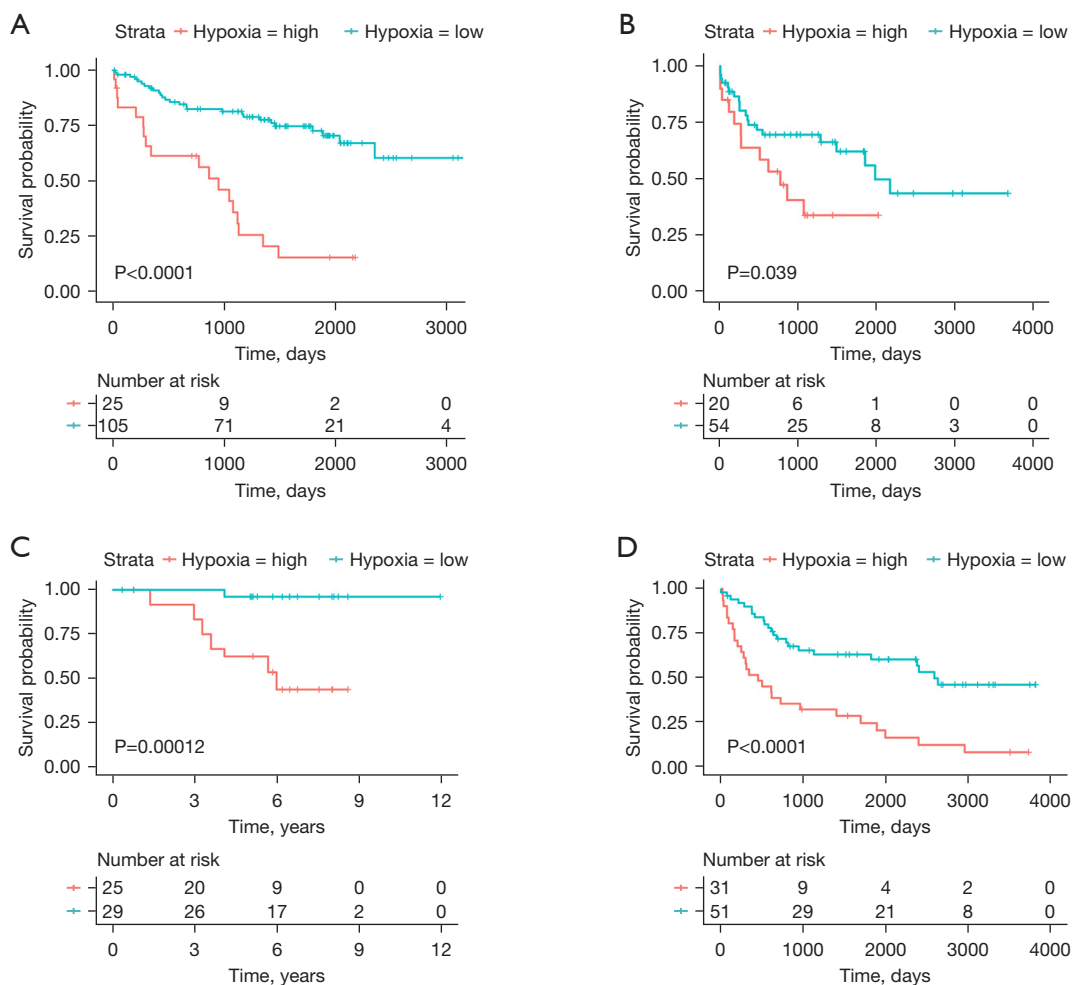 A
Strata Hypoxia = high Hypoxia = low
1.00
0.75
0.50
0.25
0.00
Survival probability
P<0.0001
0 1000 2000 3000
Time, days
Number at risk
25 9 2 0
105 71 21 4
0 1000 2000 3000
Time, days
B
Strata Hypoxia = high Hypoxia = low
1.00
0.75
0.50
0.25
0.00
Survival probability
P=0.039
0 1000 2000 3000 4000
Time, days
Number at risk
20 6 1 0 0
54 25 8 3 0
0 1000 2000 3000 4000
Time, days
C
Strata Hypoxia = high Hypoxia = low
1.00
0.75
0.50
0.25
0.00
Survival probability
P=0.00012
0 3 6 9 12
Time, years
Number at risk
25 20 9 0 0
29 26 17 2 0
0 3 6 9 12
Time, years
D
Strata Hypoxia = high Hypoxia = low
1.00
0.75
0.50
0.25
0.00
Survival probability
P<0.0001
0 1000 2000 3000 4000
Time, days
Number at risk
31 9 4 2 0
51 29 21 8 0
0 1000 2000 3000 4000
Time, days